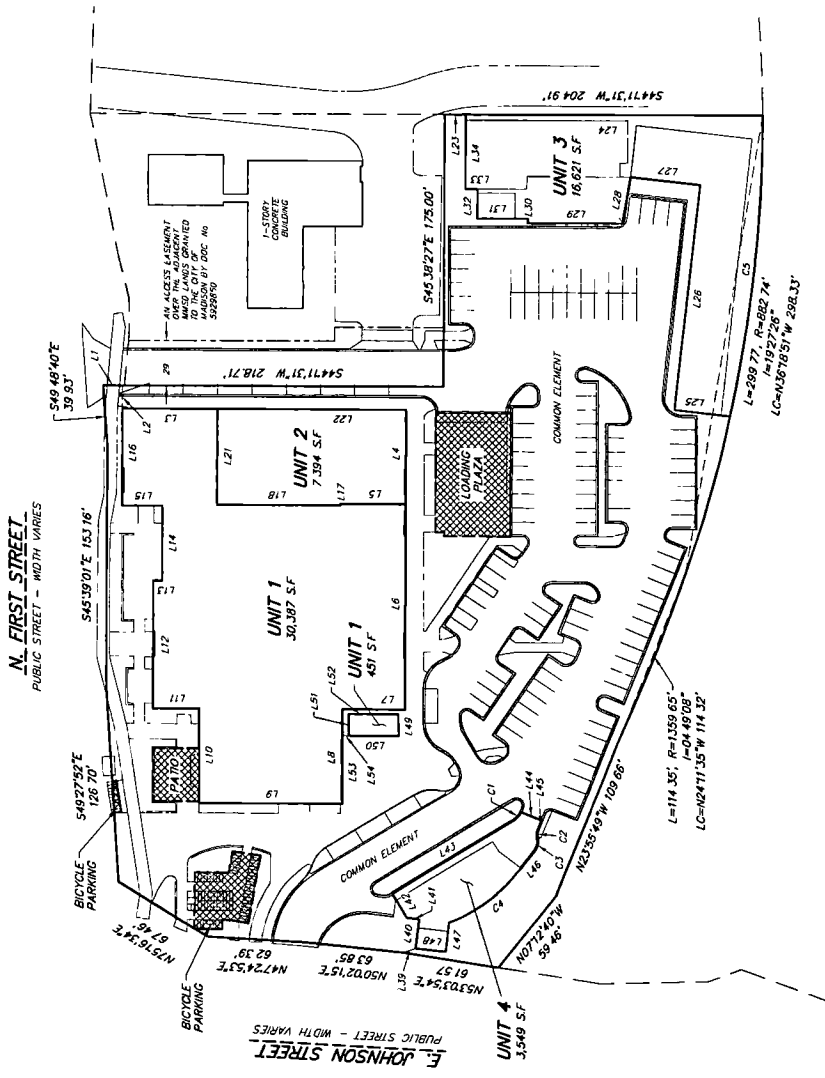 N. FIRST STREET
PUBLIC STREET - WIDTH VARIES
S49°48'40"E
39 93'
L1
S45°39'01"E 153 16'
S49°27'52"E
126 70'
BICYCLE
PARKING
N75°16'34"E
67.46'
BICYCLE
PARKING
N47°24'53"E
62.39'
N50°02'15"E
63.85'
L39
N53°03'54"E
61.57
E. JOHNSON STREET
PUBLIC STREET - WIDTH VARIES
AN ACCESS EASEMENT
OVER THE ADJACENT
MMSD LANDS GRANTED
TO THE CITY OF
MADISON BY DOC No
5929890
1-STORY
CONCRETE
BUILDING
29
S44°11'31"W 218.71'
S45°38'27"E 175.00'
S44°11'31"W 204.91'
L2
L3
L16
L15
L14
L13
L12
L11
L10
L9
L8
L7
L6
L5
L4
L17
L18
L21
L22
UNIT 2
7 394 S.F
UNIT 1
30,387 S.F
UNIT 1
451 S F
L49
L50
L51
L52
L53
L54
PATIO
LOADING
PLAZA
COMMON ELEMENT
COMMON ELEMENT
UNIT 3
16,621 S.F
L23
L34
L33
L32
L31
L30
L29
L28
L24
L27
L26
L25
C5
L=299 77, R=882 74'
I=19°27'26"
LC=N36°18'51"W 298.33'
L=114 35', R=1359 65'
I=04°49'08"
LC=N24°11'35"W 114 32'
N23°55'49"W 109 66'
N07°12'40"W
59 46'
C1
L44
L45
C2
C3
L46
C4
L43
L42
L41
L40
L48
L47
UNIT 4
3,549 S.F